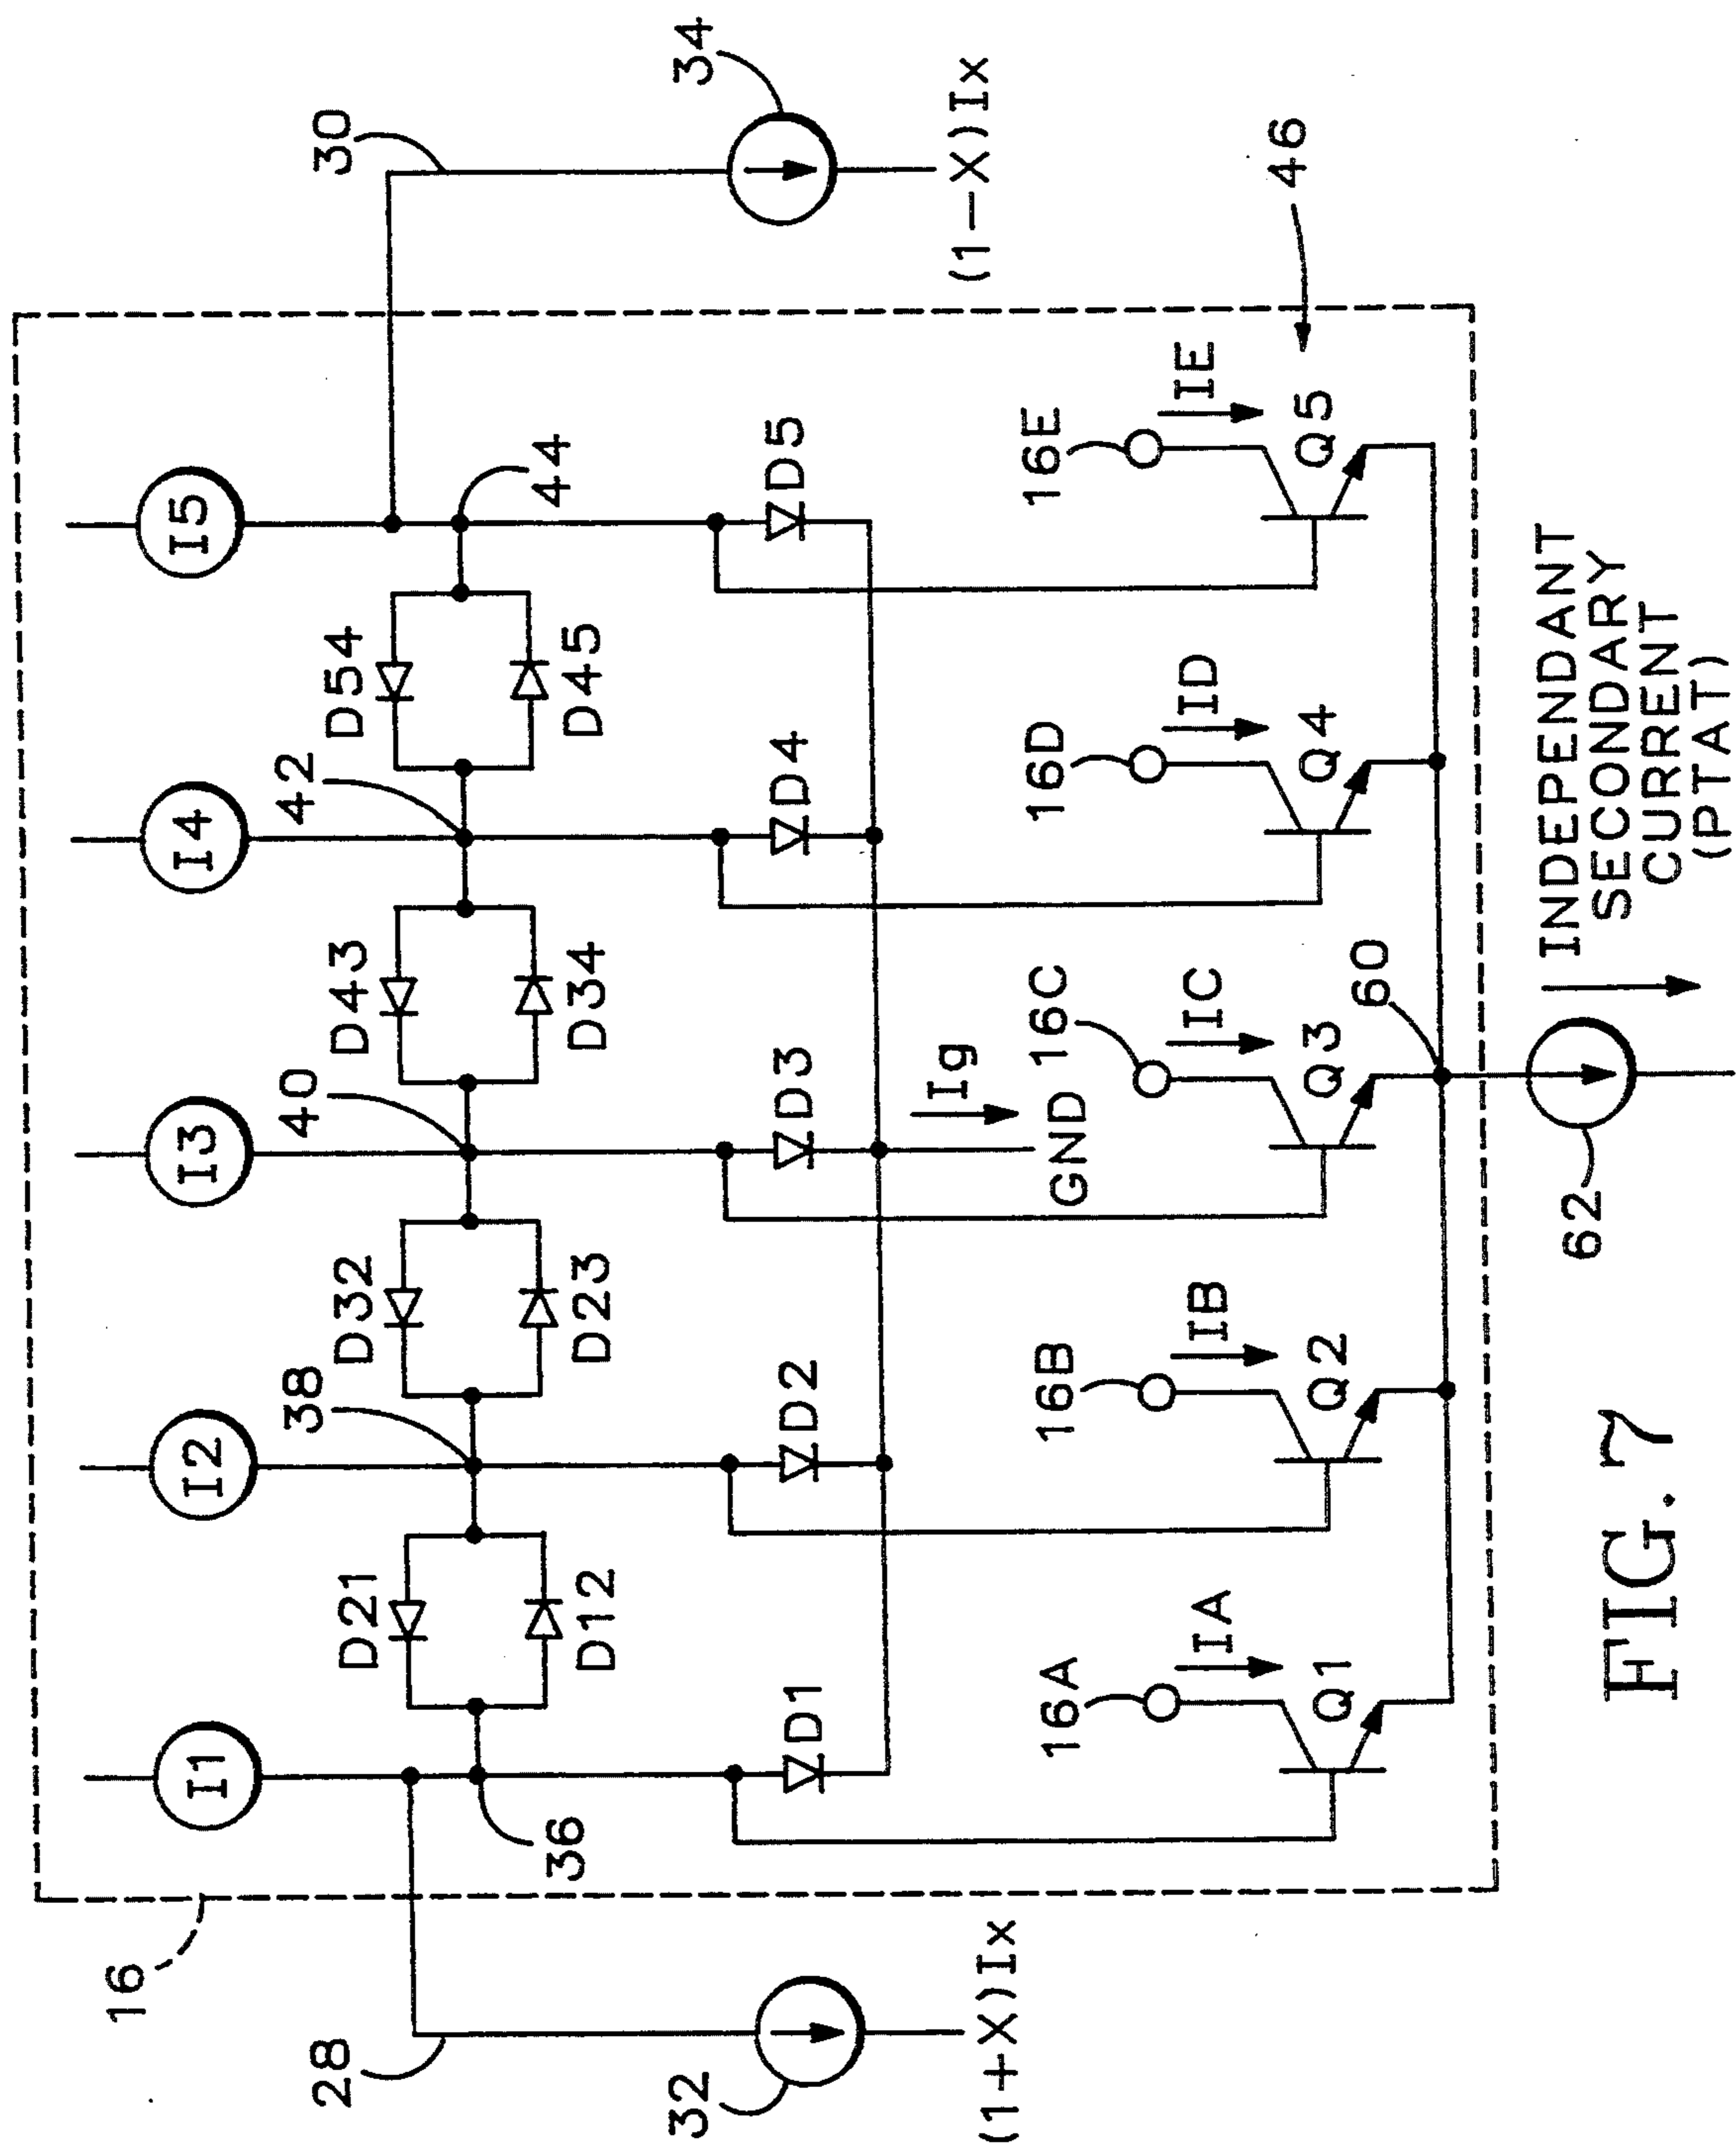 16
I1
I2
I3
I4
I5
28
30
32
34
(1+X)Ix
(1-X)Ix
36
38
40
42
44
D21
D32
D43
D54
D12
D23
D34
D45
D1
D2
D3
D4
D5
Ig
GND
16A
16B
16C
16D
16E
IA
IB
IC
ID
IE
Q1
Q2
Q3
Q4
Q5
46
60
62
INDEPENDANT
SECONDARY
CURRENT
(PTAT)
FIG. 7